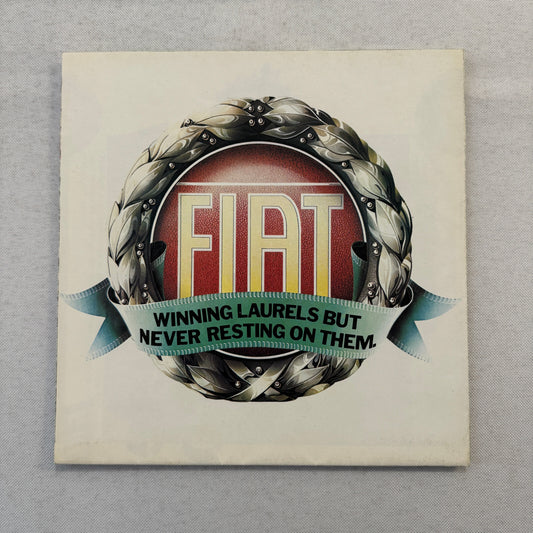 FIAT
WINNING LAURELS BUT
NEVER RESTING ON THEM.